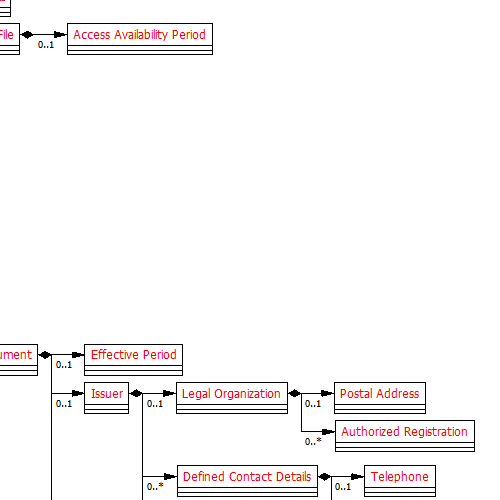 File
0..1
Access Availability Period
ument
0..1
Effective Period
0..1
Issuer
0..1
Legal Organization
0..1
Postal Address
0..*
Authorized Registration
0..*
Defined Contact Details
0..1
Telephone